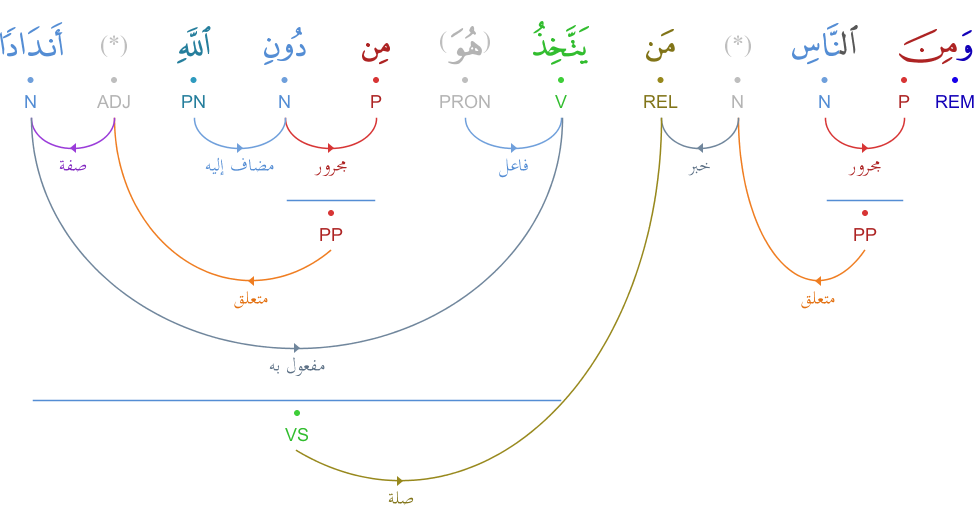 وَمِنَ ٱلنَّاسِ (*) مَن يَتَّخِذُ (هُوَ) مِن دُونِ ٱللَّهِ (*) أَندَادًا
REM P N N REL V PRON P N PN ADJ N
مجرور خبر فاعل مجرور مضاف إليه صفة
PP PP
متعلق متعلق
مفعول به
VS
صلة